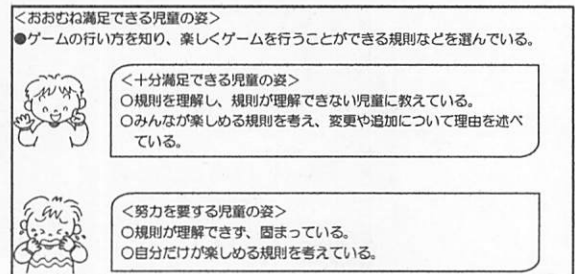 <おおむね満足できる児童の姿>
●ゲームの行い方を知り、楽しくゲームを行うことができる規則などを選んでいる。
<十分満足できる児童の姿>
○規則を理解し、規則が理解できない児童に教えている。
○みんなが楽しめる規則を考え、変更や追加について理由を述べ
ている。
<努力を要する児童の姿>
○規則が理解できず、固まっている。
○自分だけが楽しめる規則を考えている。